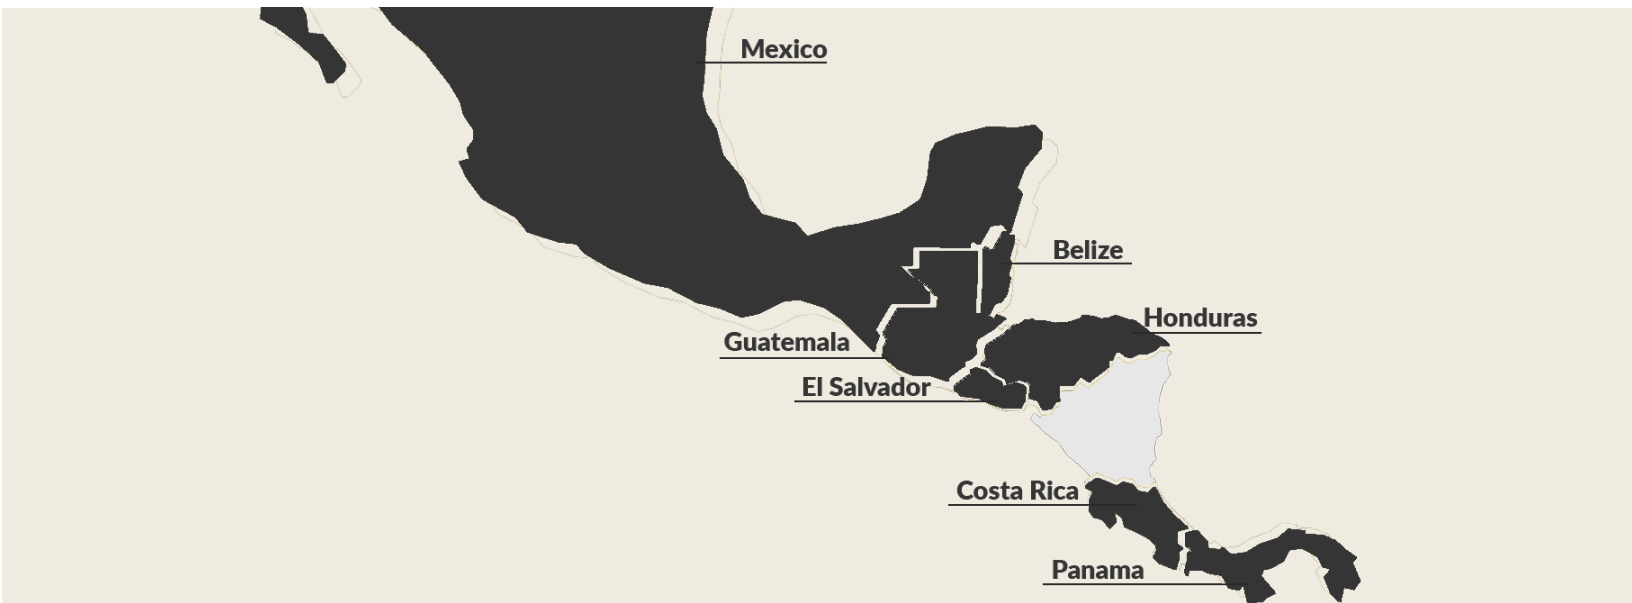 Mexico
Belize
Honduras
Guatemala
El Salvador
Costa Rica
Panama